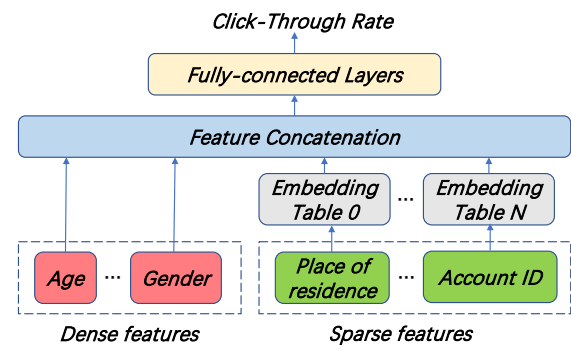 Click-Through Rate
Fully-connected Layers
Feature Concatenation
Embedding
Table 0
...
Embedding
Table N
Age
...
Gender
Place of
residence
...
Account ID
Dense features
Sparse features